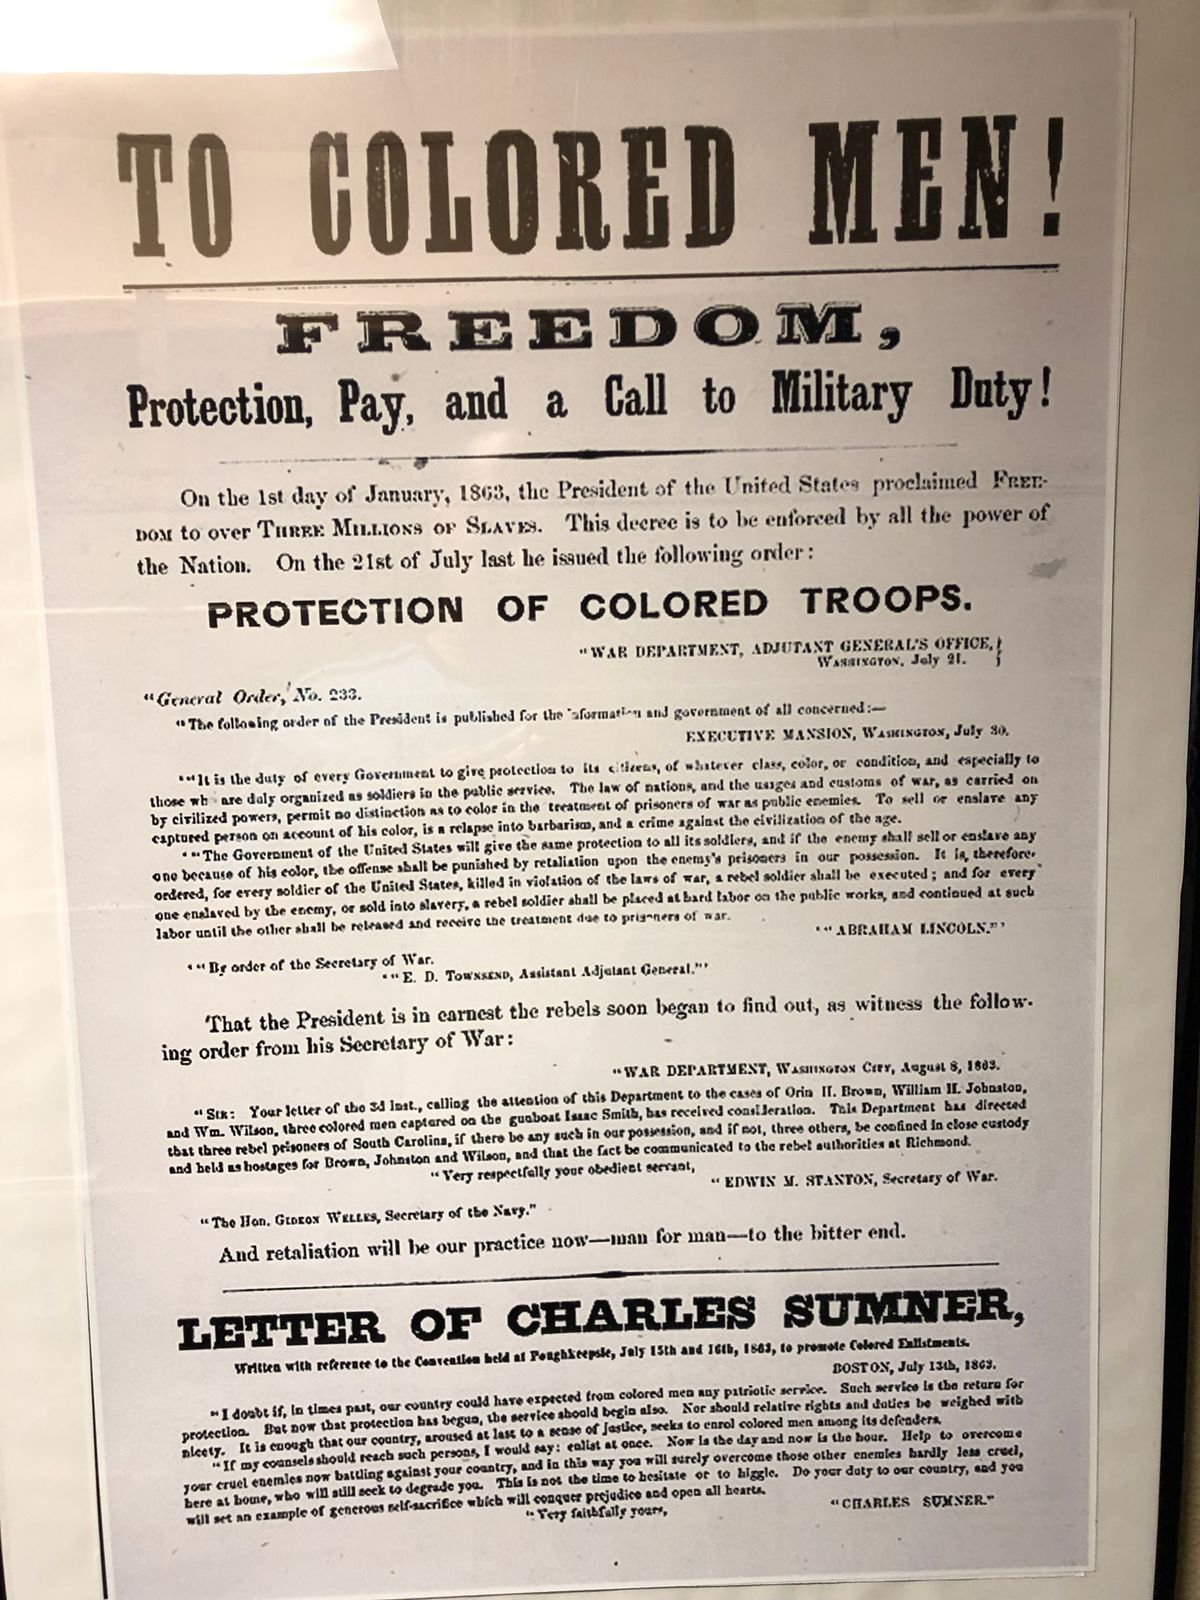 TO COLORED MEN!
FREEDOM,
Protection, Pay, and a Call to Military Duty!
On the 1st day of January, 1863, the President of the United States proclaimed FREE-
DOM to over THREE MILLIONS OF SLAVES. This decree is to be enforced by all the power of
the Nation. On the 21st of July last he issued the following order:
PROTECTION OF COLORED TROOPS.
"WAR DEPARTMENT, ADJUTANT GENERAL'S OFFICE,
WASHINGTON, July 21.
"General Order, No. 233.
"The following order of the President is published for the information and government of all concerned:—
EXECUTIVE MANSION, WASHINGTON, July 30.
"'It is the duty of every Government to give protection to its citizens, of whatever class, color, or condition, and especially to
those wh are duly organized as soldiers in the public service. The law of nations, and the usages and customs of war, as carried on
by civilized powers, permit no distinction as to color in the treatment of prisoners of war as public enemies. To sell or enslave any
captured person on account of his color, is a relapse into barbarism, and a crime against the civilization of the age.
"'The Government of the United States will give the same protection to all its soldiers, and if the enemy shall sell or enslave any
one because of his color, the offense shall be punished by retaliation upon the enemy's prisoners in our possession. It is, therefore
ordered, for every soldier of the United States, killed in violation of the laws of war, a rebel soldier shall be executed; and for every
one enslaved by the enemy, or sold into slavery, a rebel soldier shall be placed at hard labor on the public works, and continued at such
labor until the other shall be released and receive the treatment due to prisoners of war.
"'ABRAHAM LINCOLN."'
"'By order of the Secretary of War.
"'E. D. TOWNSEND, Assistant Adjutant General."'
'That the President is in earnest the rebels soon began to find out, as witness the follow-
ing order from his Secretary of War:
"WAR DEPARTMENT, WASHINGTON CITY, August 8, 1863.
"SIR: Your letter of the 3d inst., calling the attention of this Department to the cases of Orin H. Brown, William H. Johnston,
and Wm. Wilson, three colored men captured on the gunboat Isaac Smith, has received consideration. This Department has directed
that three rebel prisoners of South Carolina, if there be any such in our possession, and if not, three others, be confined in close custody
and held as hostages for Brown, Johnston and Wilson, and that the fact be communicated to the rebel authorities at Richmond.
"Very respectfully your obedient servant,
"EDWIN M. STANTON, Secretary of War.
"The Hon. GIDEON WELLES, Secretary of the Navy."
And retaliation will be our practice now—man for man—to the bitter end.
LETTER OF CHARLES SUMNER,
Written with reference to the Convention held at Poughkeepsie, July 15th and 16th, 1863, to promote Colored Enlistments.
BOSTON, July 13th, 1863.
"I doubt if, in times past, our country could have expected from colored men any patriotic service. Such service is the return for
protection. But now that protection has begun, the service should begin also. Nor should relative rights and duties be weighed with
nicety. It is enough that our country, aroused at last to a sense of justice, seeks to enrol colored men among its defenders.
"If my counsels should reach such persons, I would say: enlist at once. Now is the day and now is the hour. Help to overcome
your cruel enemies now battling against your country, and in this way you will surely overcome those other enemies hardly less cruel,
here at home, who will still seek to degrade you. This is not the time to hesitate or to higgle. Do your duty to our country, and you
will set an example of generous self-sacrifice which will conquer prejudice and open all hearts.
"Very faithfully yours,
"CHARLES SUMNER."